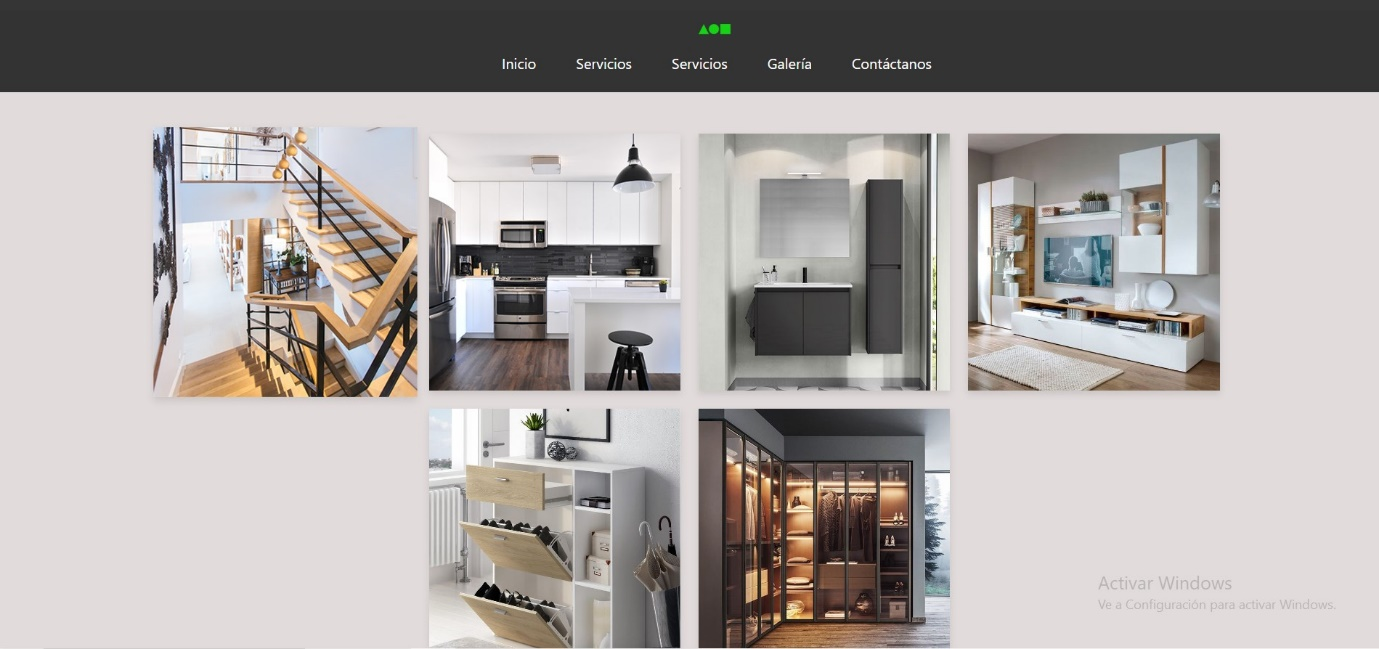 Inicio Servicios Servicios Galería Contáctanos
Activar Windows
Ve a Configuración para activar Windows.